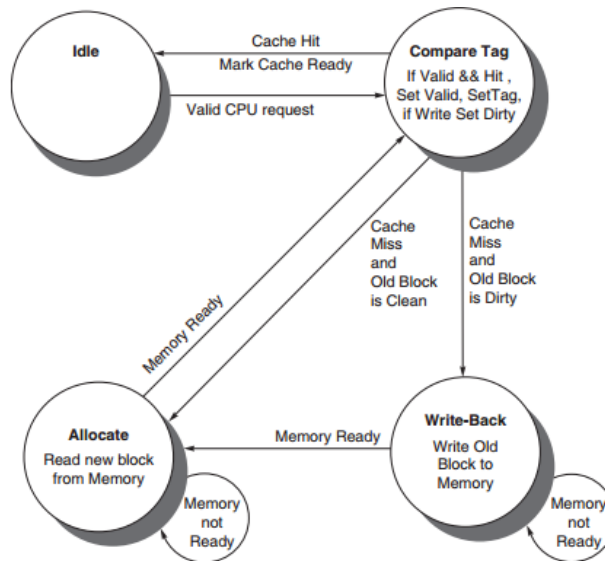 Idle
Cache Hit
Mark Cache Ready
Valid CPU request
Compare Tag
If Valid && Hit ,
Set Valid, SetTag,
if Write Set Dirty
Cache
Miss
and
Old Block
is Clean
Cache
Miss
and
Old Block
is Dirty
Memory Ready
Allocate
Read new block
from Memory
Memory
not
Ready
Memory Ready
Write-Back
Write Old
Block to
Memory
Memory
not
Ready